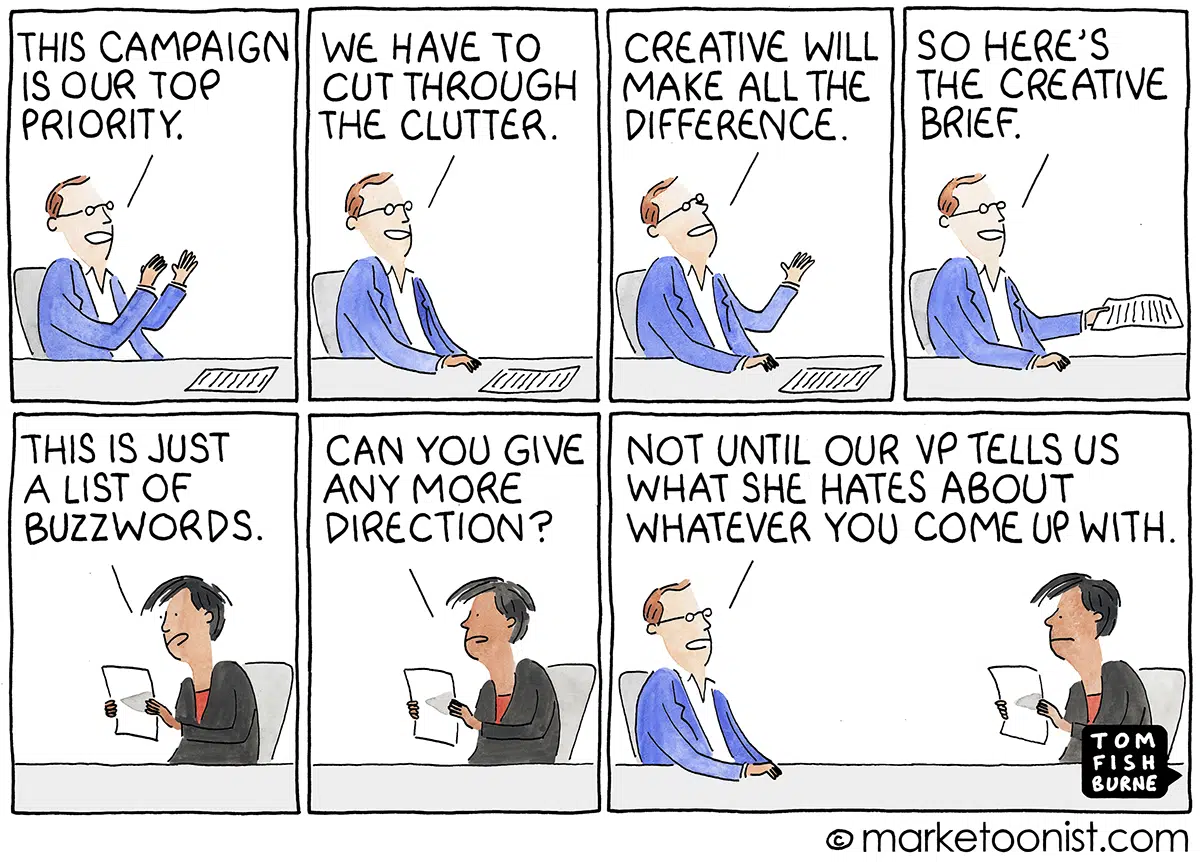 THIS CAMPAIGN
IS OUR TOP
PRIORITY.
WE HAVE TO
CUT THROUGH
THE CLUTTER.
CREATIVE WILL
MAKE ALL THE
DIFFERENCE.
SO HERE'S
THE CREATIVE
BRIEF.
THIS IS JUST
A LIST OF
BUZZWORDS.
CAN YOU GIVE
ANY MORE
DIRECTION?
NOT UNTIL OUR VP TELLS US
WHAT SHE HATES ABOUT
WHATEVER YOU COME UP WITH.
TOM
FISH
BURNE
© marketoonist.com